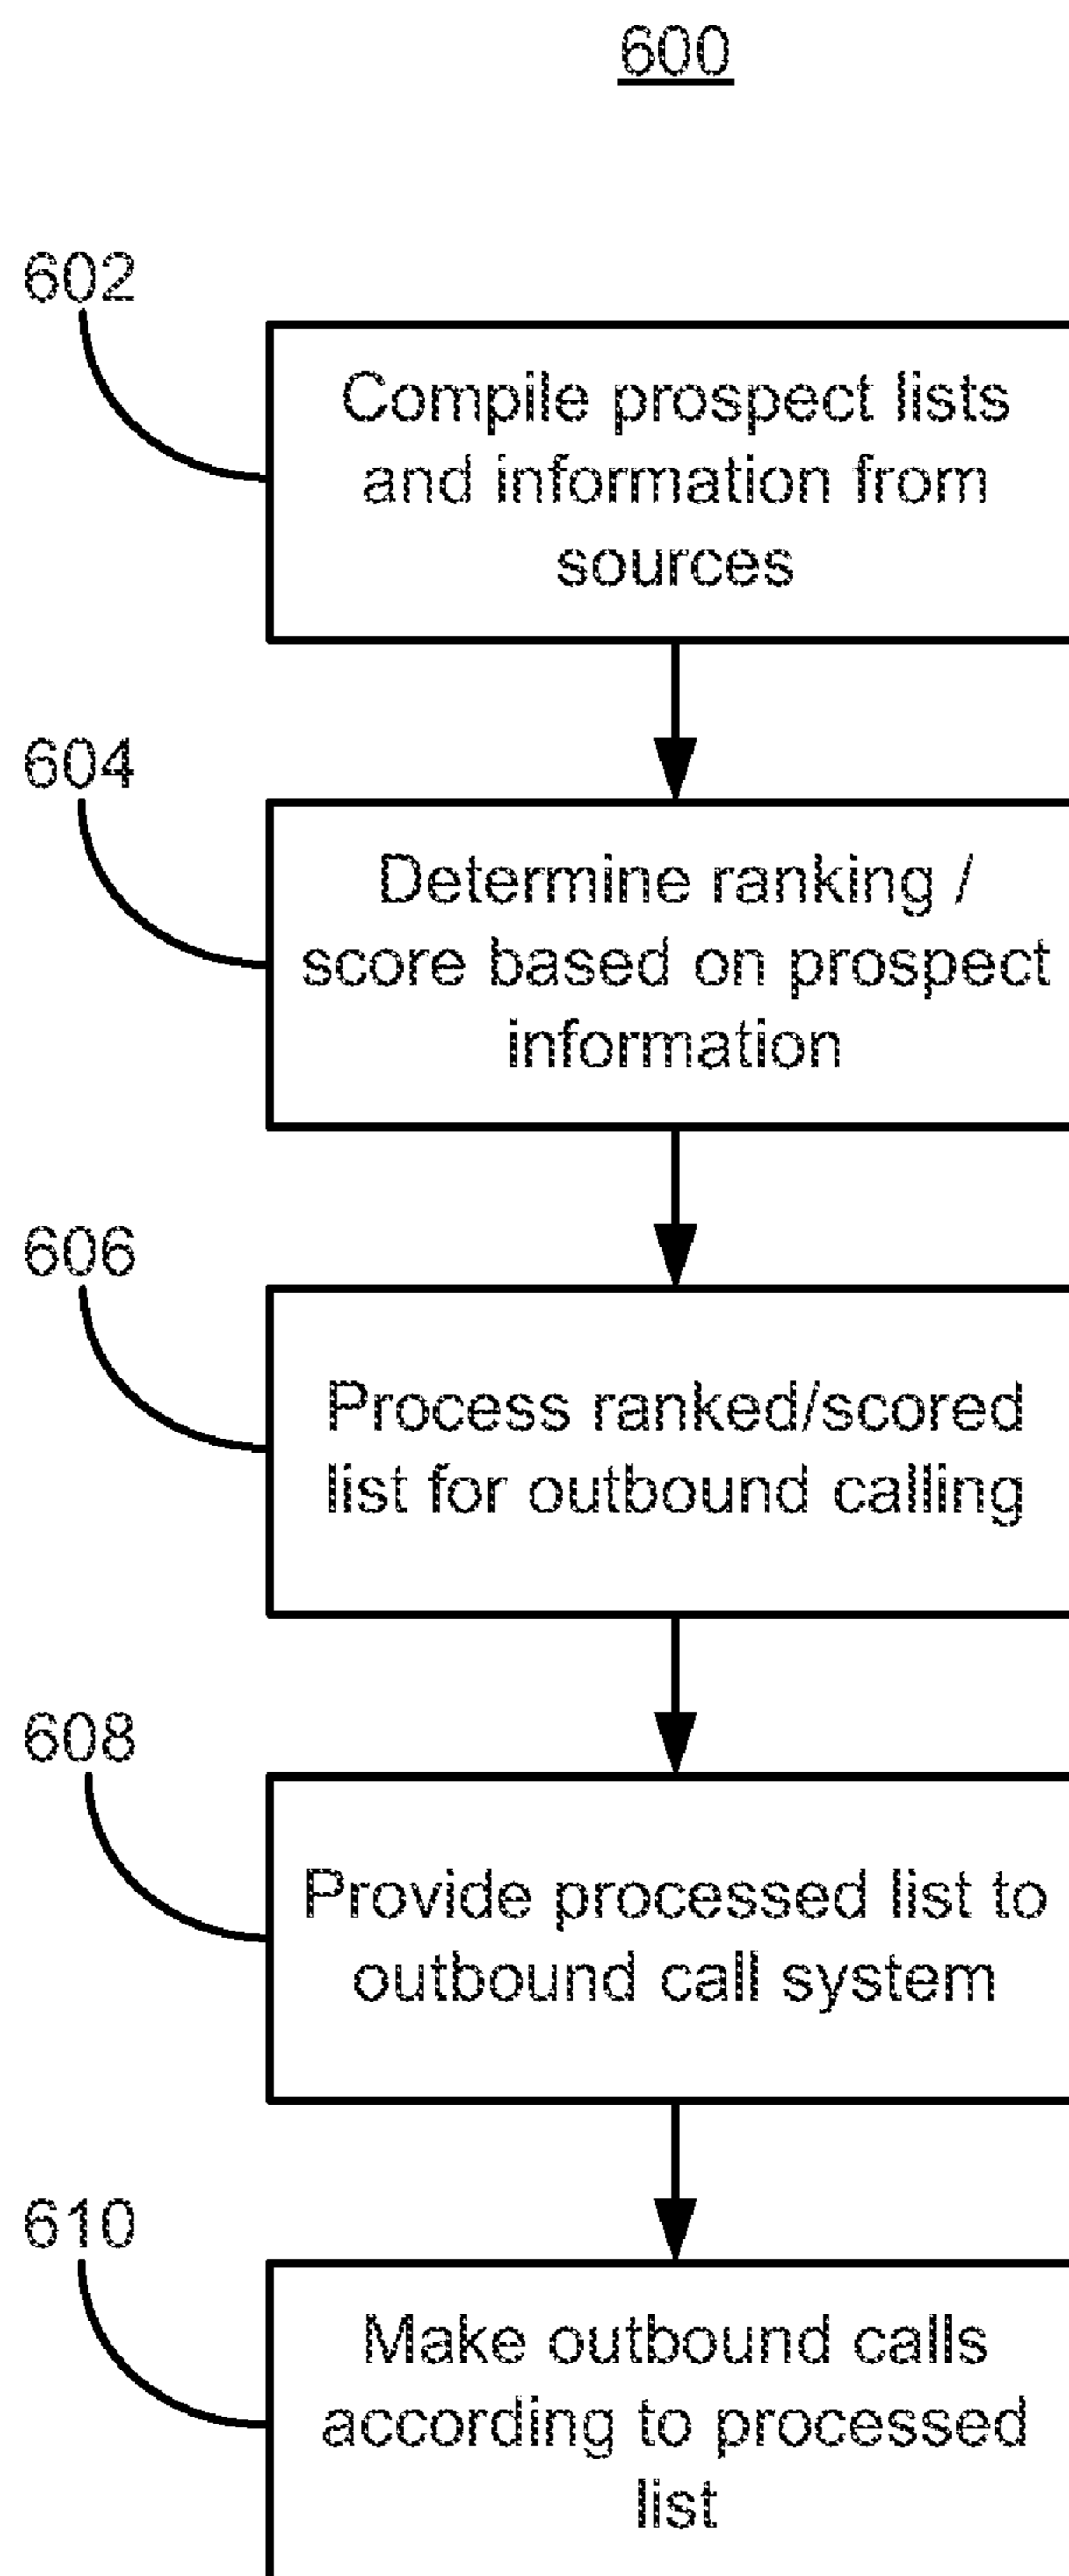 600
602
Compile prospect lists
and information from
sources
604
Determine ranking /
score based on prospect
information
606
Process ranked/scored
list for outbound calling
608
Provide processed list to
outbound call system
610
Make outbound calls
according to processed
list